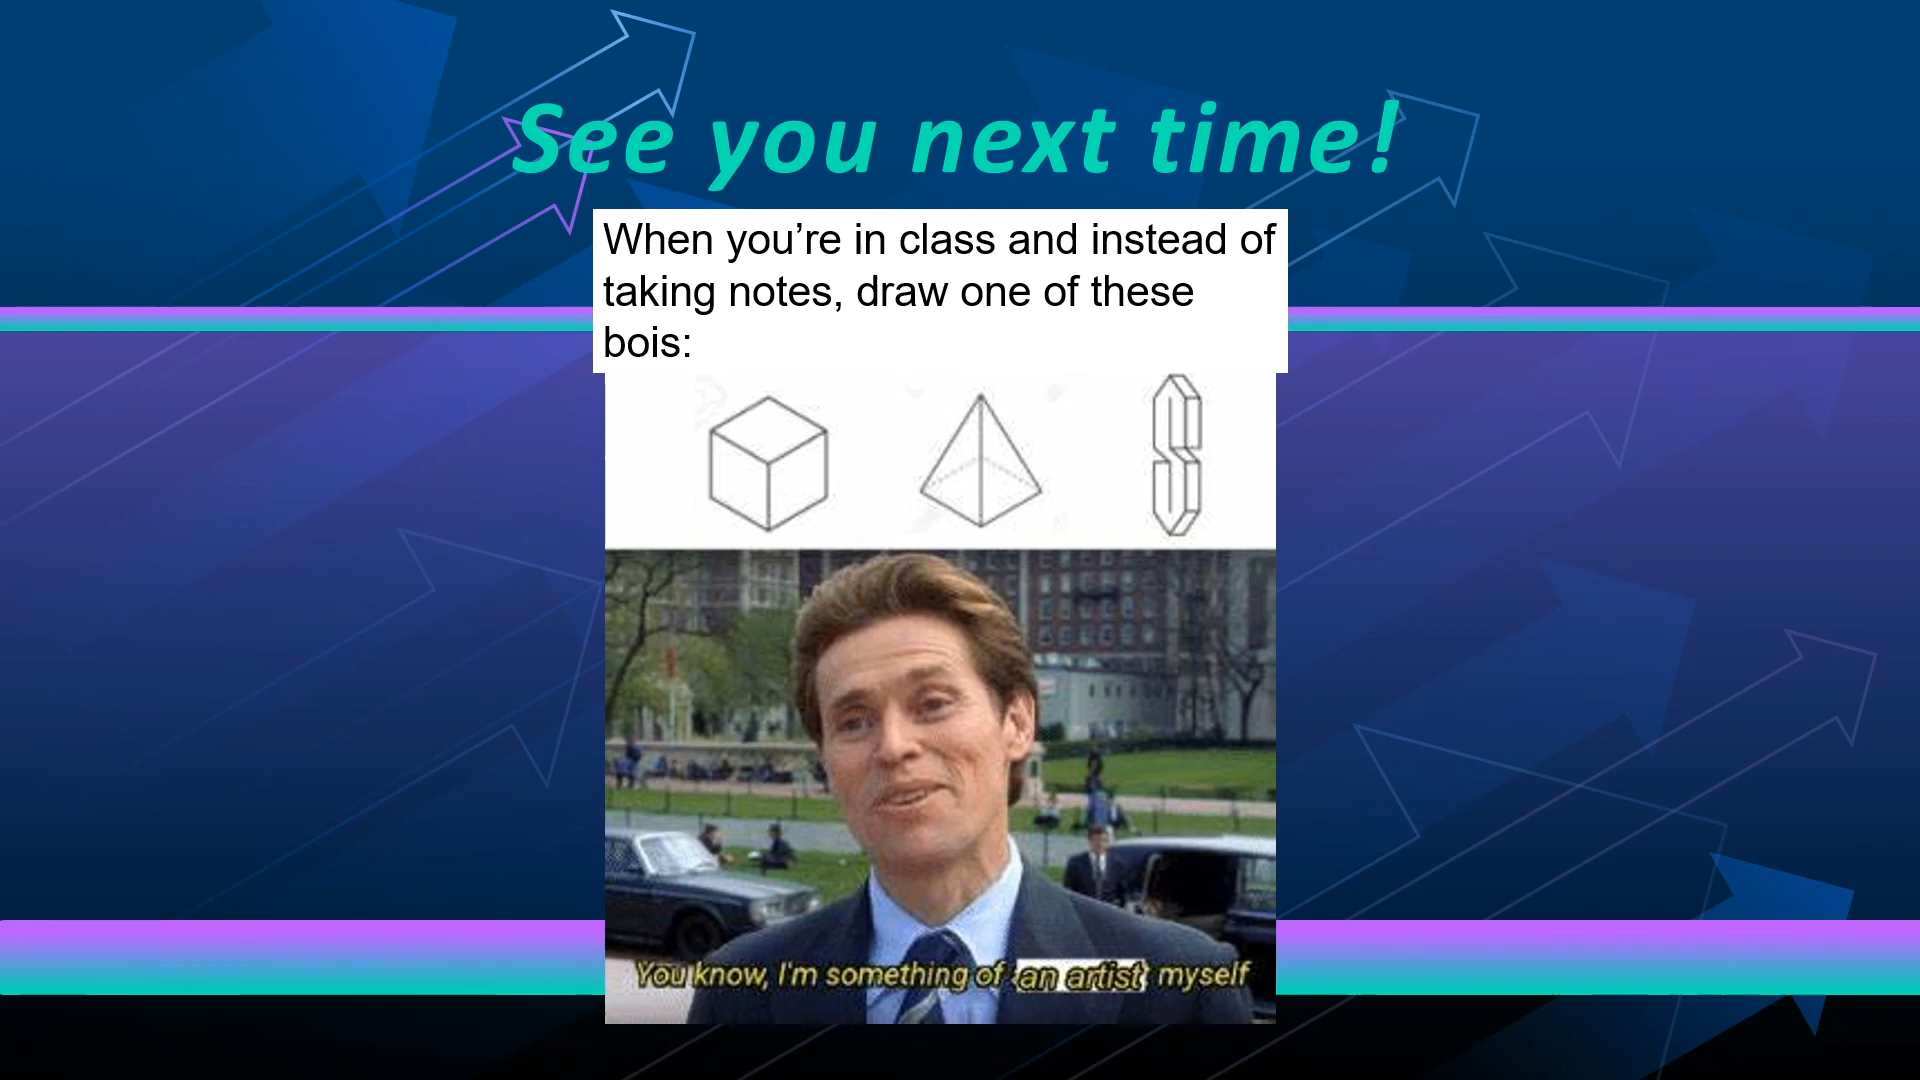 See you next time!
When you’re in class and instead of
taking notes, draw one of these
bois:
You know, I'm something of an artist myself